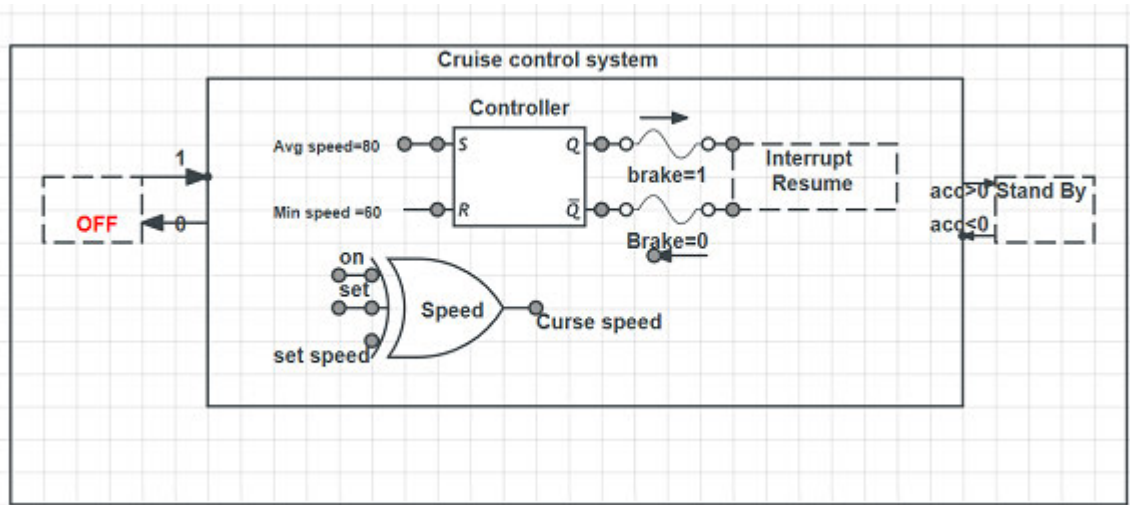 Cruise control system
Controller
Avg speed=80
S
Q
brake=1
Interrupt
Resume
1
OFF
0
Min speed =60
R
Q̅
Brake=0
acc>0
Stand By
acc<0
on
set
Speed
Curse speed
set speed